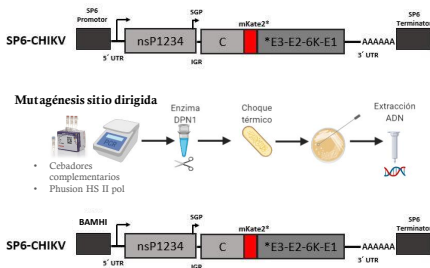 SP6
Promotor
SGP
mKate2*
SP6
Terminator
SP6-CHIKV
nsP1234
C
*E3-E2-6K-E1
AAAAAA
5´ UTR
IGR
3´ UTR
Mutagénesis sitio dirigida
Enzima
DPN1
Choque
térmico
Extracción
ADN
• Cebadores
complementarios
• Phusion HS II pol
BAMHI
SGP
mKate2*
SP6
Terminator
SP6-CHIKV
nsP1234
C
*E3-E2-6K-E1
AAAAAA
5´ UTR
IGR
3´ UTR